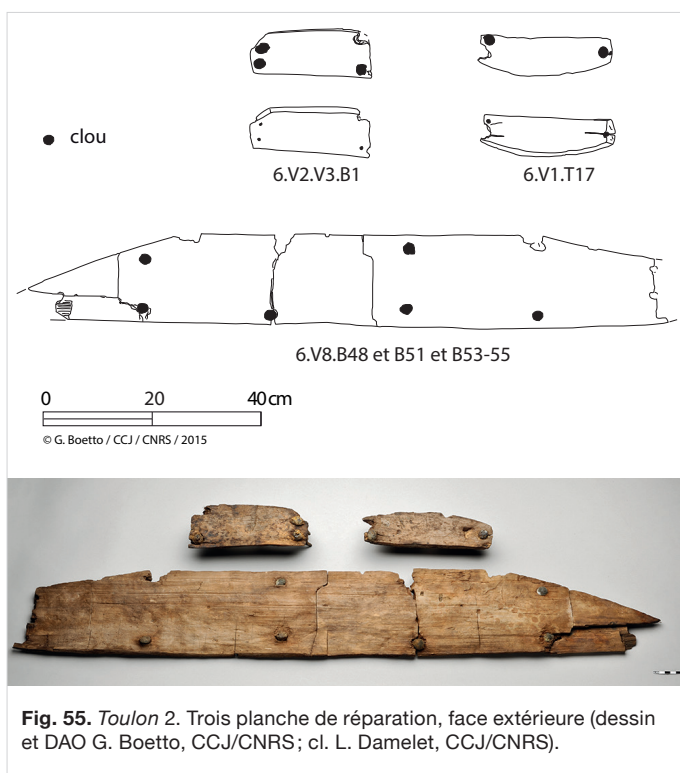 clou
6.V2.V3.B1
6.V1.T17
6.V8.B48 et B51 et B53-55
0 20 40 cm
© G. Boetto / CCJ / CNRS / 2015
Fig. 55. Toulon 2. Trois planche de réparation, face extérieure (dessin
et DAO G. Boetto, CCJ/CNRS ; cl. L. Damelet, CCJ/CNRS).